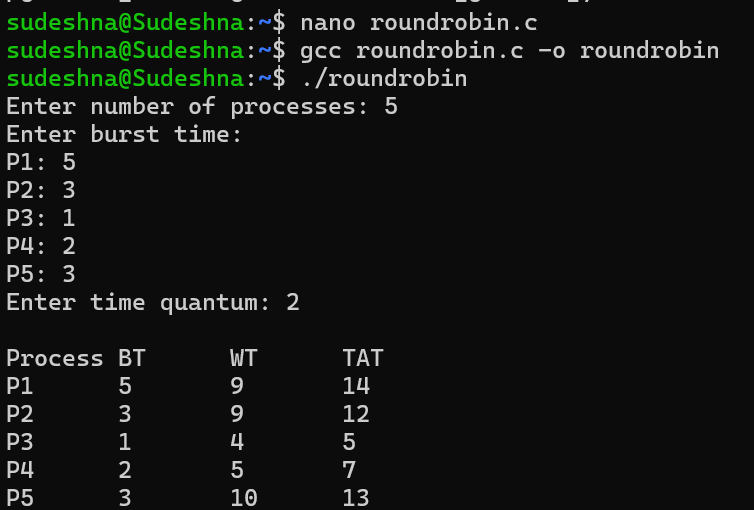 sudeshna@Sudeshna:~$ nano roundrobin.c
sudeshna@Sudeshna:~$ gcc roundrobin.c -o roundrobin
sudeshna@Sudeshna:~$ ./roundrobin
Enter number of processes: 5
Enter burst time:
P1: 5
P2: 3
P3: 1
P4: 2
P5: 3
Enter time quantum: 2

Process BT WT TAT
P1 5 9 14
P2 3 9 12
P3 1 4 5
P4 2 5 7
P5 3 10 13